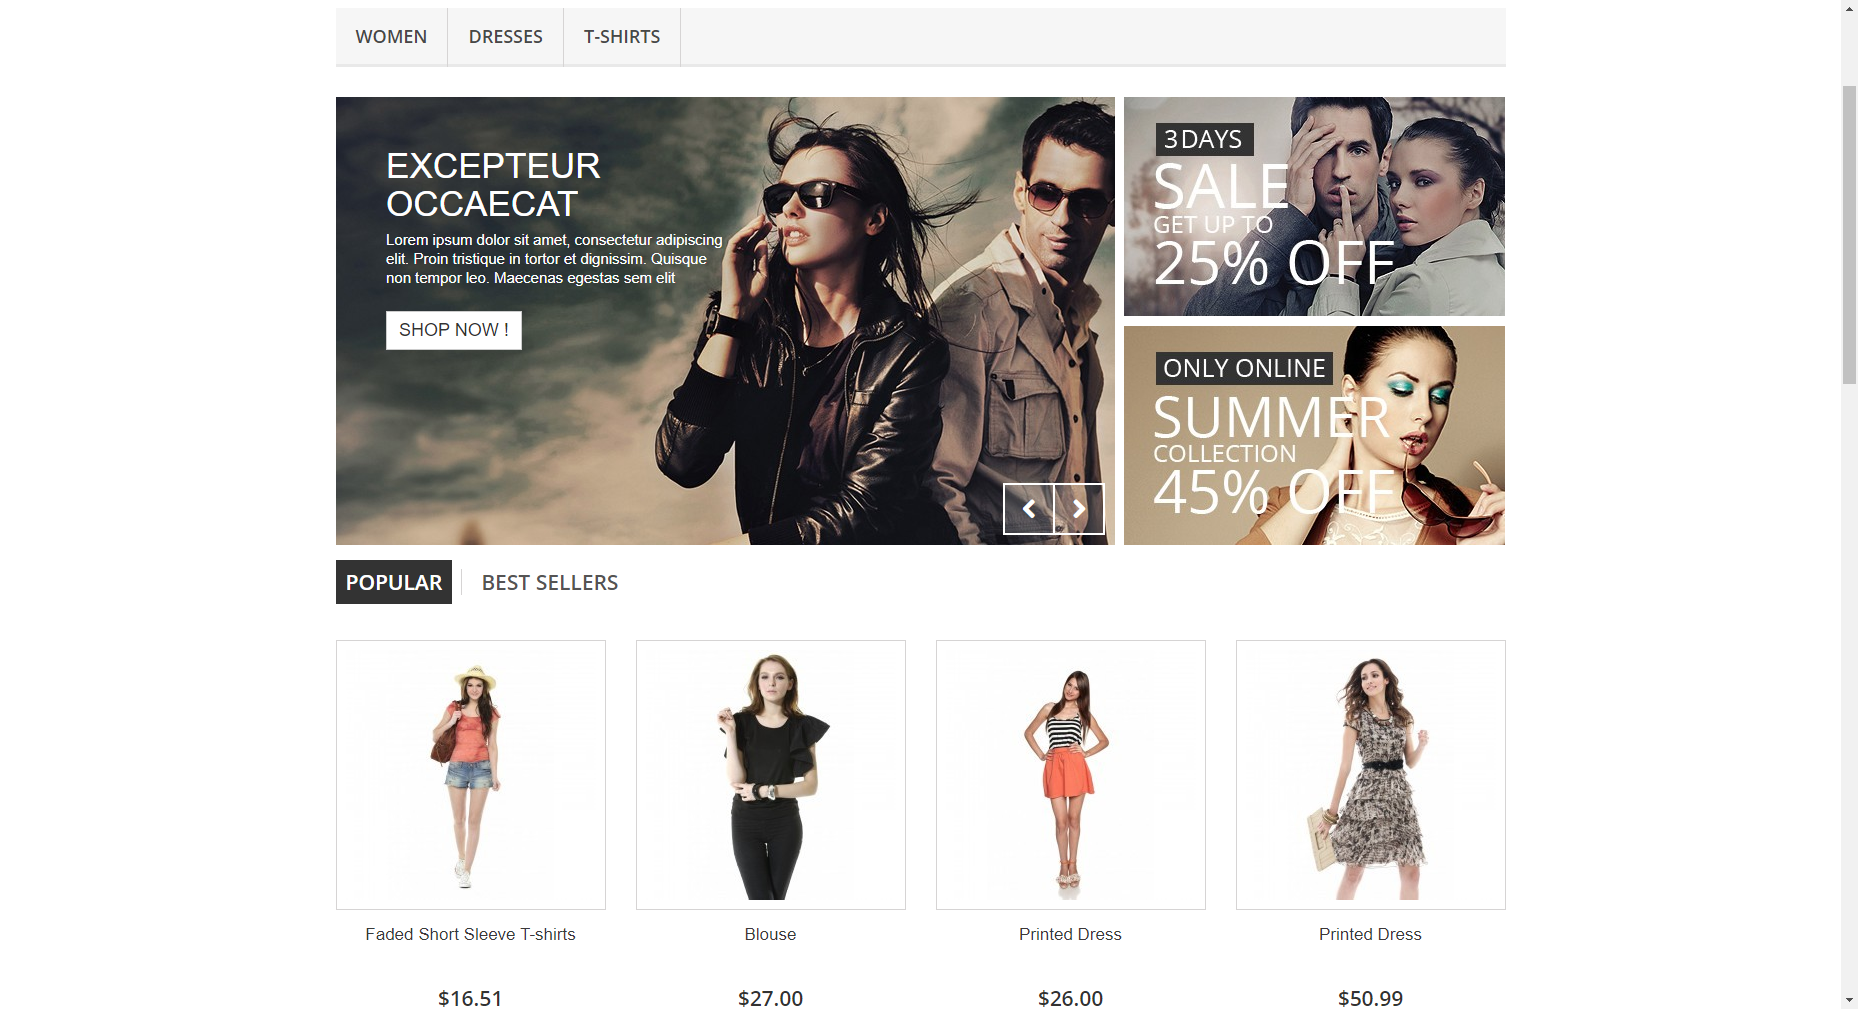 WOMEN
DRESSES
T-SHIRTS
EXCEPTEUR
OCCAECAT
Lorem ipsum dolor sit amet, consectetur adipiscing
elit. Proin tristique in tortor et dignissim. Quisque
non tempor leo. Maecenas egestas sem elit
SHOP NOW !
3 DAYS
SALE
GET UP TO
25% OFF
ONLY ONLINE
SUMMER
COLLECTION
45% OFF
POPULAR
BEST SELLERS
Faded Short Sleeve T-shirts
$16.51
Blouse
$27.00
Printed Dress
$26.00
Printed Dress
$50.99